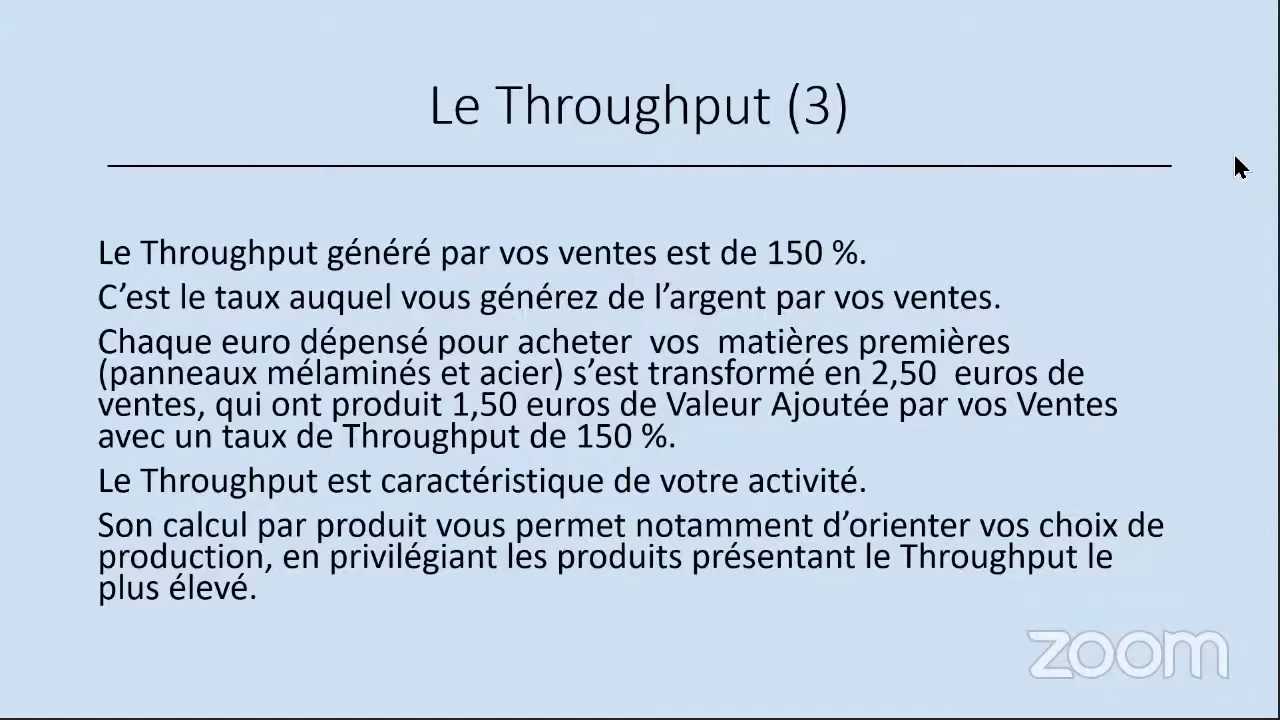 Le Throughput (3)
Le Throughput généré par vos ventes est de 150 %.
C’est le taux auquel vous générez de l’argent par vos ventes.
Chaque euro dépensé pour acheter  vos  matières premières
(panneaux mélaminés et acier) s’est transformé en 2,50  euros de
ventes, qui ont produit 1,50 euros de Valeur Ajoutée par vos Ventes
avec un taux de Throughput de 150 %.
Le Throughput est caractéristique de votre activité.
Son calcul par produit vous permet notamment d’orienter vos choix de
production, en privilégiant les produits présentant le Throughput le
plus élevé.
zoom